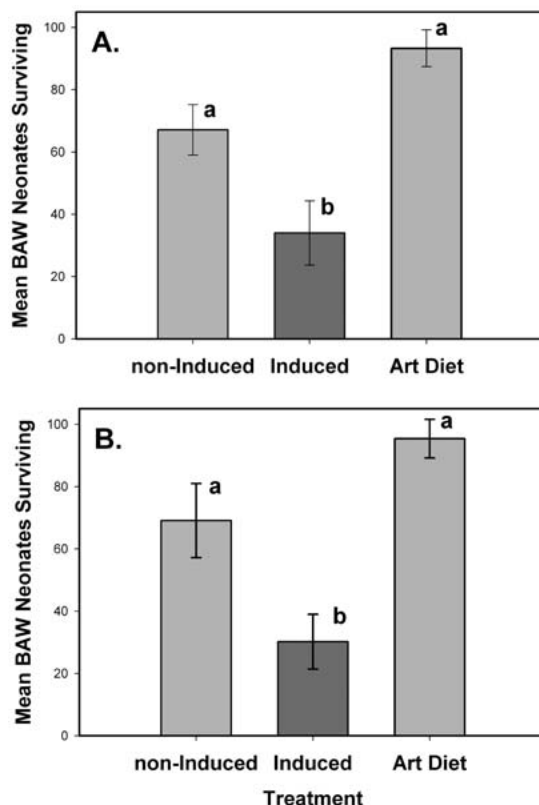 A.
Mean BAW Neonates Surviving
100
80
60
40
20
0
a
b
a
non-Induced Induced Art Diet
B.
Mean BAW Neonates Surviving
100
80
60
40
20
0
a
b
a
non-Induced Induced Art Diet
Treatment